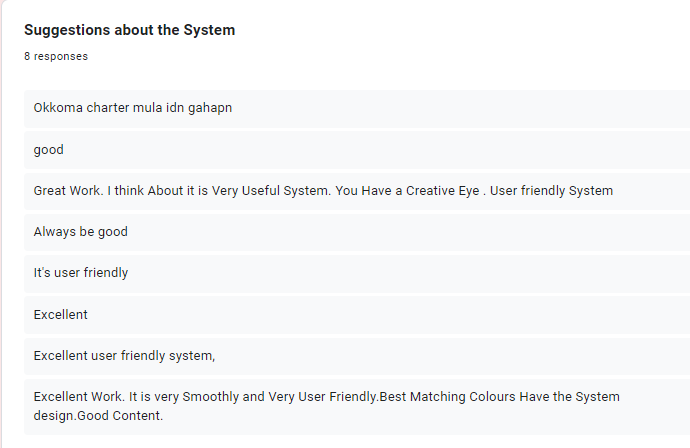 Suggestions about the System
8 responses
Okkoma charter mula idn gahapn
good
Great Work. I think About it is Very Useful System. You Have a Creative Eye . User friendly System
Always be good
It's user friendly
Excellent
Excellent user friendly system,
Excellent Work. It is very Smoothly and Very User Friendly.Best Matching Colours Have the System
design.Good Content.